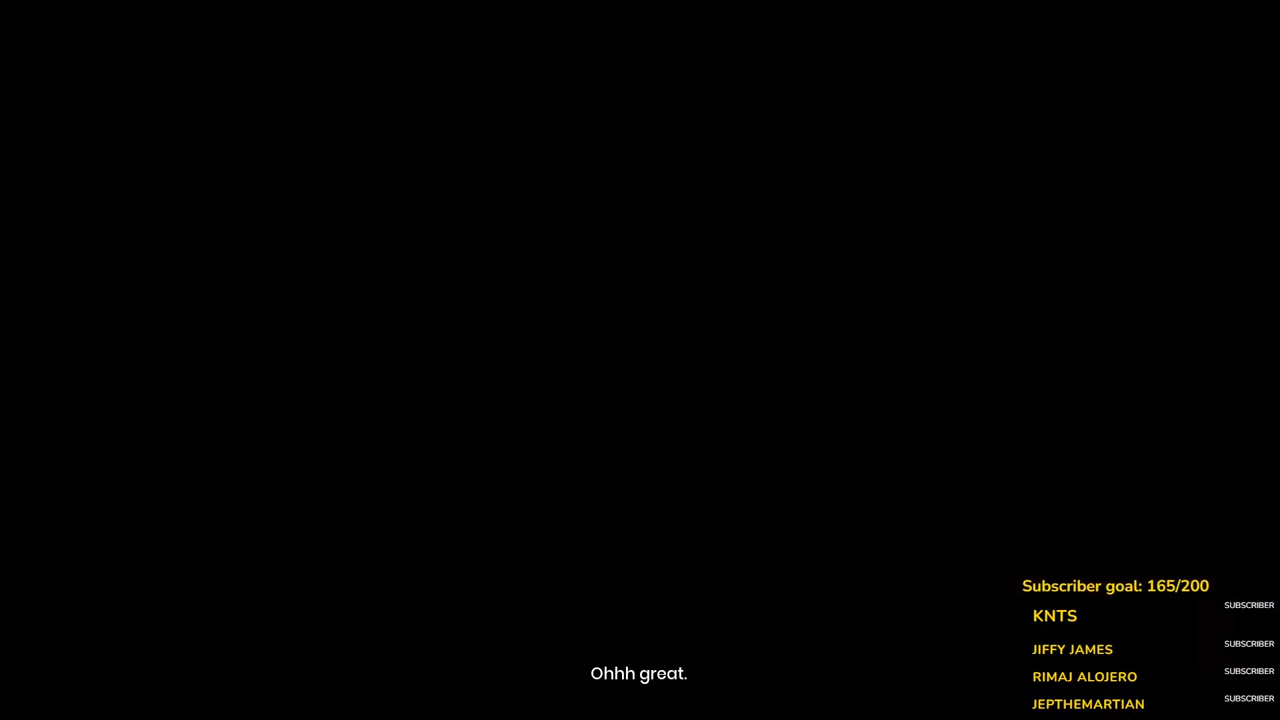 Subscriber goal: 165/200
KNTS SUBSCRIBER
JIFFY JAMES SUBSCRIBER
RIMAJ ALOJERO SUBSCRIBER
JEPTHEMARTIAN SUBSCRIBER
Ohhh great.